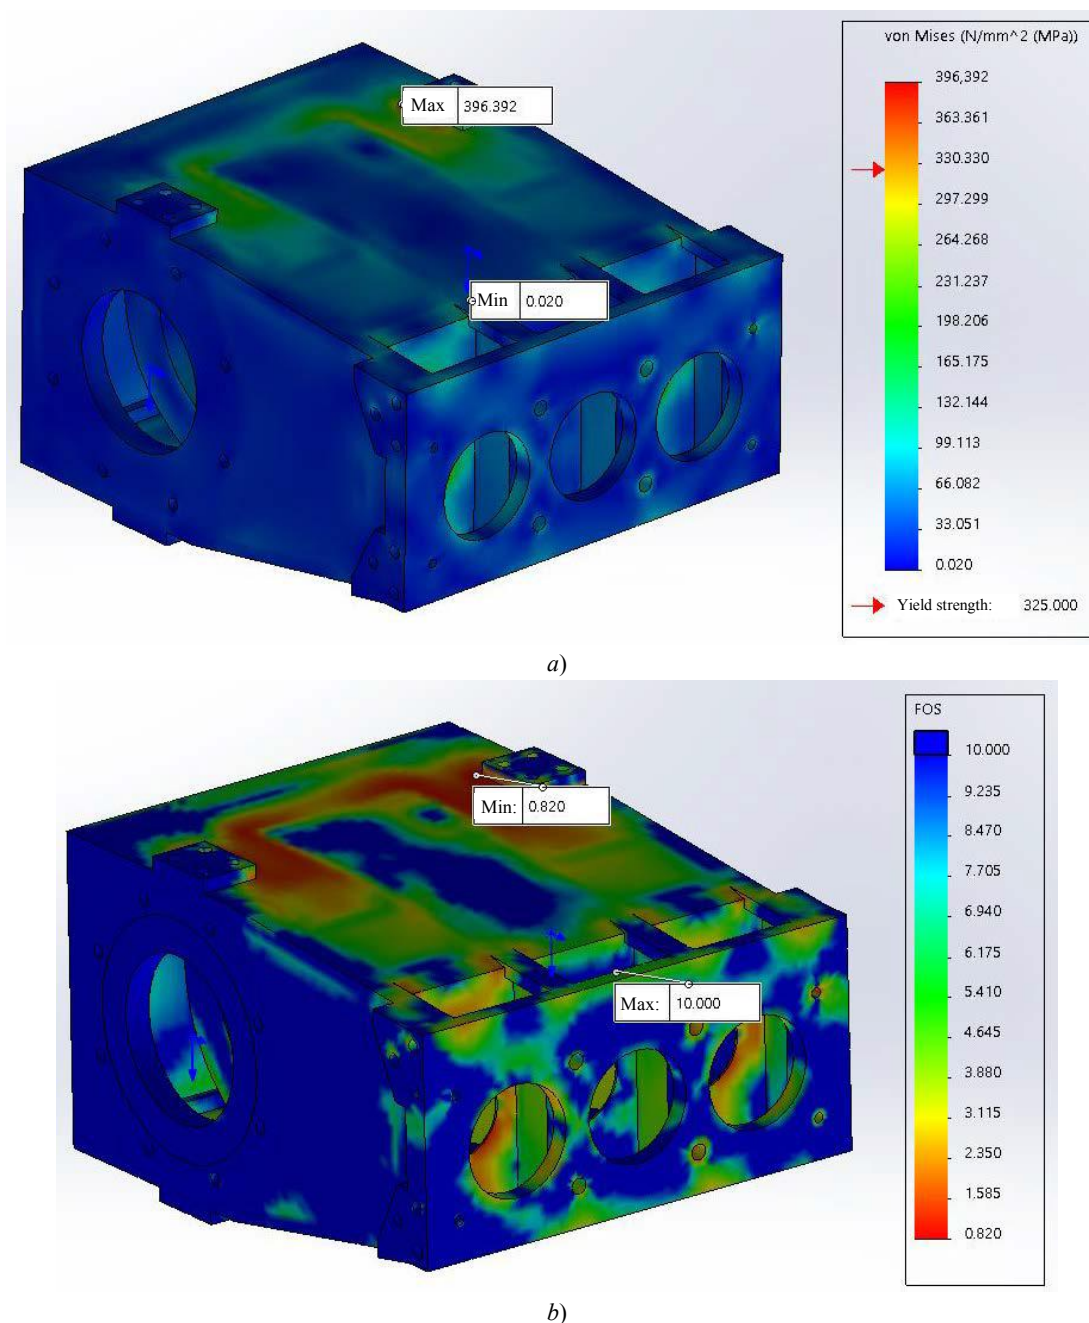 von Mises (N/mm^2 (MPa))
396,392
363.361
330.330
297.299
264.268
231.237
198.206
165.175
132.144
99.113
66.082
33.051
0.020
Yield strength: 325.000
Max 396.392
Min 0.020
a)
FOS
10.000
9.235
8.470
7.705
6.940
6.175
5.410
4.645
3.880
3.115
2.350
1.585
0.820
Min: 0.820
Max: 10.000
b)